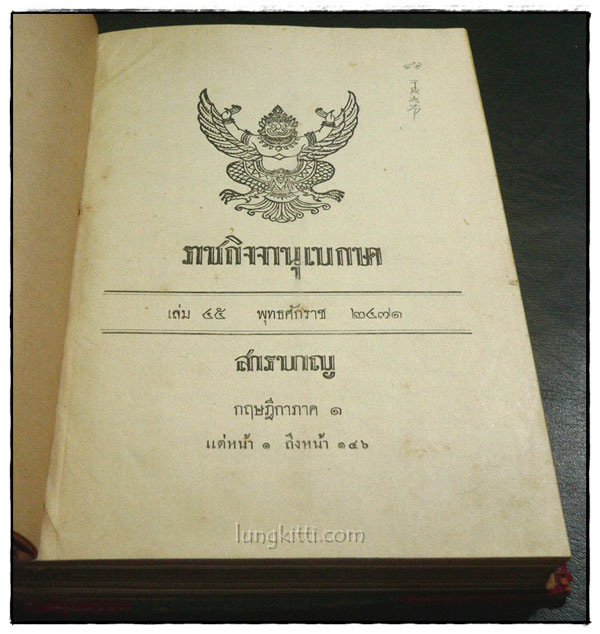 ราชกิจจานุเบกษา
เล่ม ๔๕ พุทธศักราช ๒๔๗๑
สารบาญ
กฤษฎีกาภาค ๑
แต่หน้า ๑ ถึงหน้า ๑๔๖
lungkitti.com